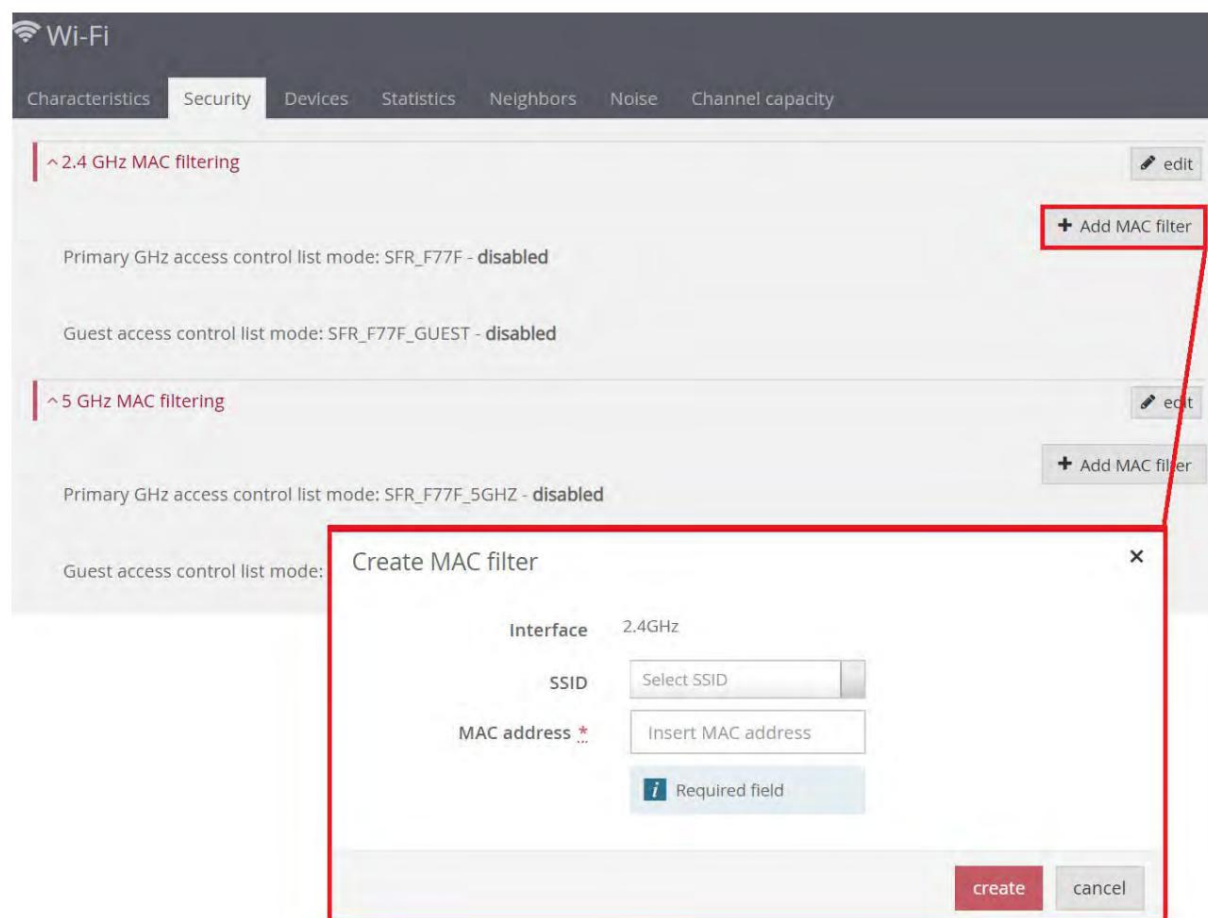 Wi-Fi
Characteristics Security Devices Statistics Neighbors Noise Channel capacity
2.4 GHz MAC filtering
edit
Add MAC filter
Primary GHz access control list mode: SFR_F77F - disabled
Guest access control list mode: SFR_F77F_GUEST - disabled
5 GHz MAC filtering
edit
Add MAC filter
Primary GHz access control list mode: SFR_F77F_5GHZ - disabled
Guest access control list mode:
Create MAC filter
Interface 2.4GHz
SSID Select SSID
MAC address * Insert MAC address
i Required field
create cancel